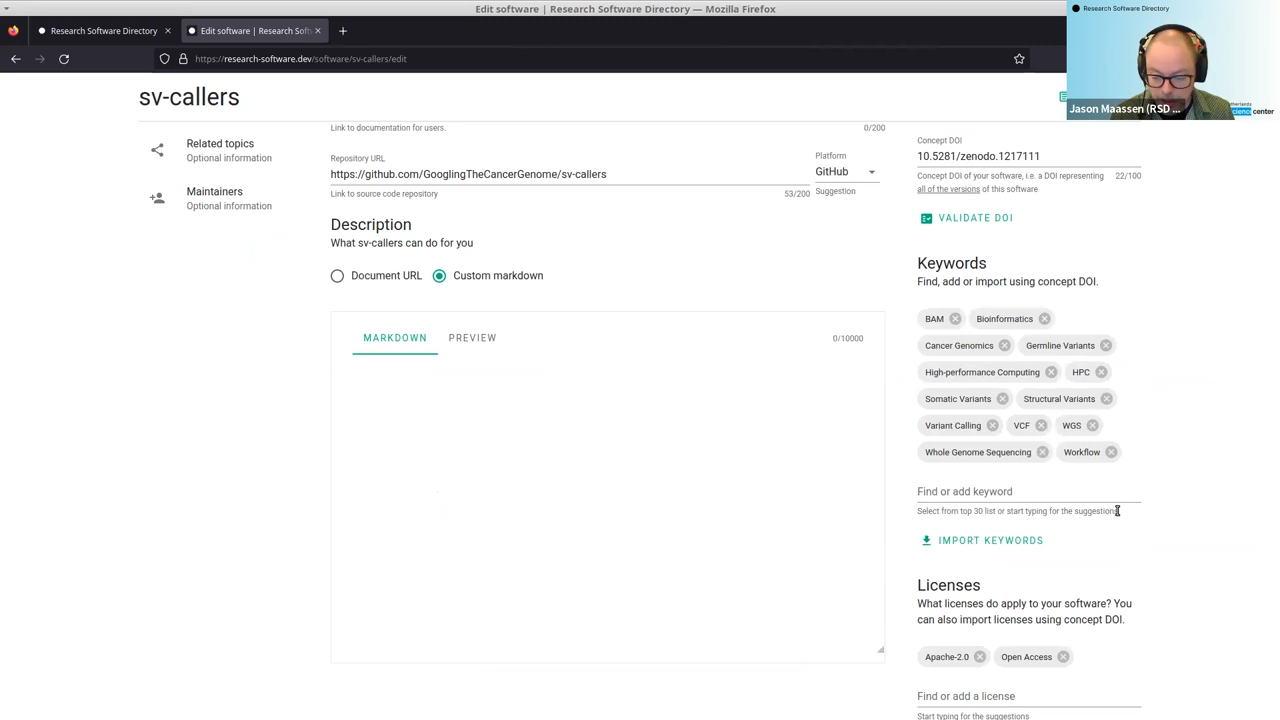 Edit software | Research Software Directory — Mozilla Firefox
Research Software Directory
Edit software | Research Soft
https://research-software.dev/software/sv-callers/edit
Research Software Directory
Jason Maassen (RSD ...
center
sv-callers
Related topics
Optional information
Maintainers
Optional information
Link to documentation for users.
0/200
Repository URL
https://github.com/GooglingTheCancerGenome/sv-callers
Link to source code repository
53/200
Platform
GitHub
Suggestion
Description
What sv-callers can do for you
Document URL
Custom markdown
MARKDOWN
PREVIEW
0/10000
Concept DOI
10.5281/zenodo.1217111
Concept DOI of your software, i.e. a DOI representing
all of the versions of this software
22/100
VALIDATE DOI
Keywords
Find, add or import using concept DOI.
BAM
Bioinformatics
Cancer Genomics
Germline Variants
High-performance Computing
HPC
Somatic Variants
Structural Variants
Variant Calling
VCF
WGS
Whole Genome Sequencing
Workflow
Find or add keyword
Select from top 30 list or start typing for the suggestions
IMPORT KEYWORDS
Licenses
What licenses do apply to your software? You
can also import licenses using concept DOI.
Apache-2.0
Open Access
Find or add a license
Start typing for the suggestions